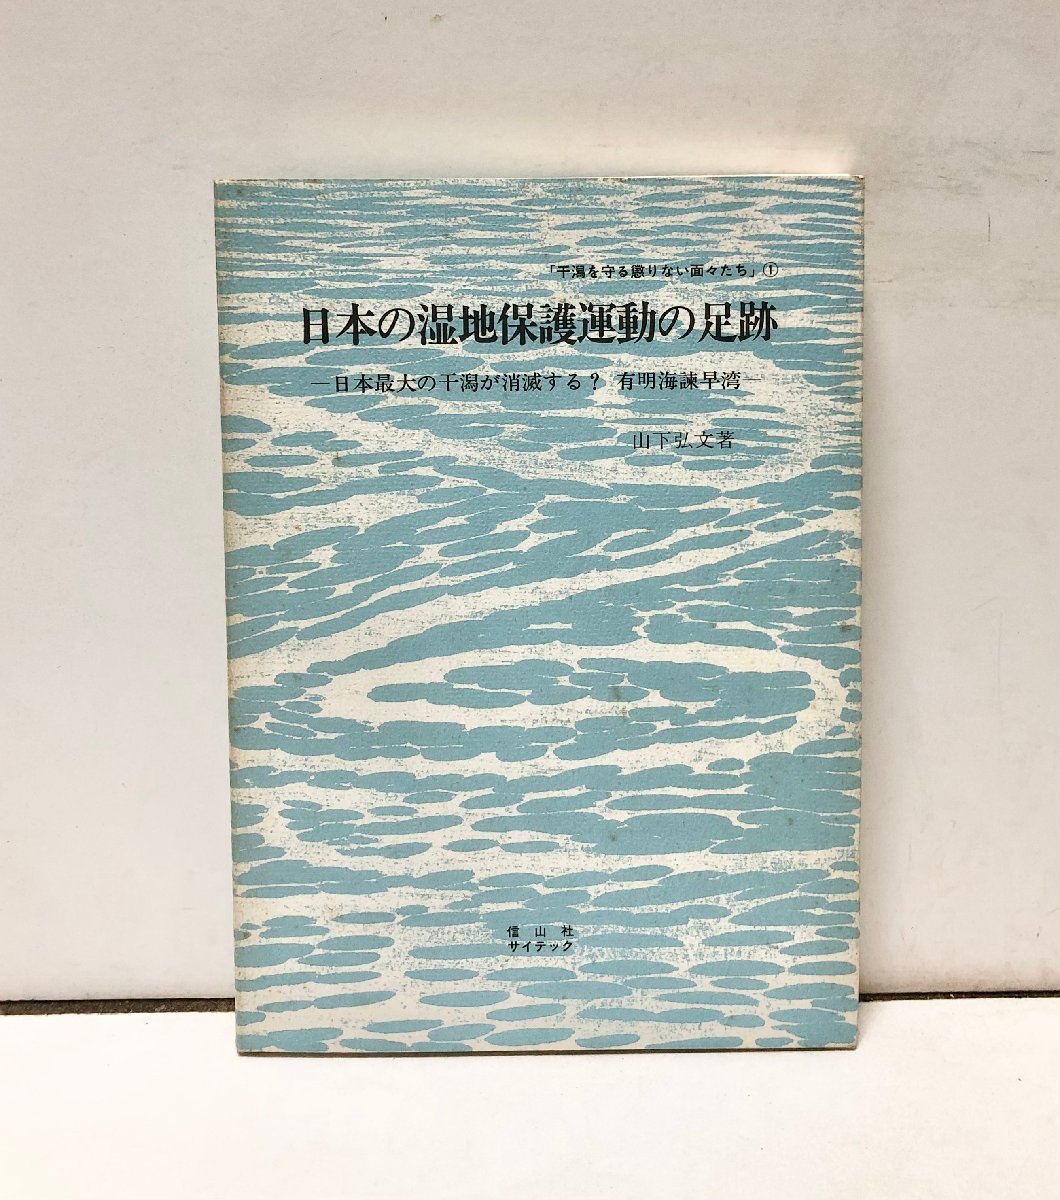 「干潟を守る懲りない面々たち」①
日本の湿地保護運動の足跡
―日本最大の干潟が消滅する？ 有明海諫早湾―
山下弘文著
信山社
サイテック